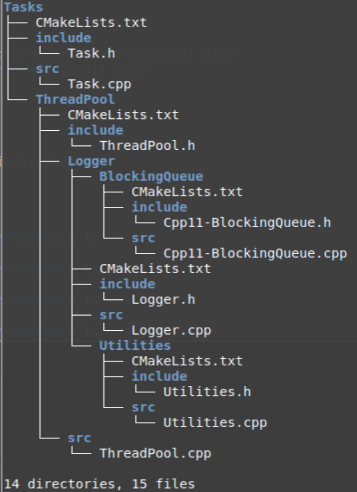 Tasks
├── CMakeLists.txt
├── include
│   └── Task.h
├── src
│   └── Task.cpp
└── ThreadPool
    ├── CMakeLists.txt
    ├── include
    │   └── ThreadPool.h
    ├── Logger
    │   ├── BlockingQueue
    │   │   ├── CMakeLists.txt
    │   │   ├── include
    │   │   │   └── Cpp11-BlockingQueue.h
    │   │   └── src
    │   │       └── Cpp11-BlockingQueue.cpp
    │   ├── CMakeLists.txt
    │   ├── include
    │   │   └── Logger.h
    │   ├── src
    │   │   └── Logger.cpp
    │   └── Utilities
    │       ├── CMakeLists.txt
    │       ├── include
    │       │   └── Utilities.h
    │       └── src
    │           └── Utilities.cpp
    └── src
        └── ThreadPool.cpp
14 directories, 15 files